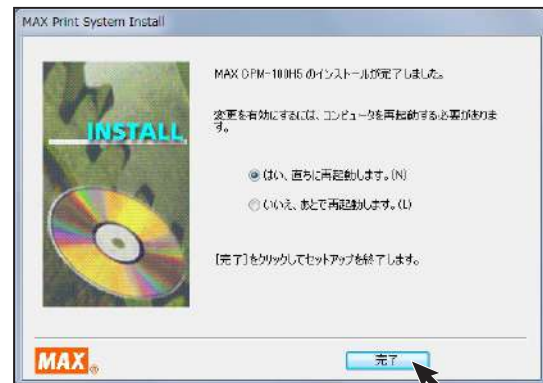 MAX Print System Install
INSTALL
MAX CPM-100H5 のインストールが完了しました。
変更を有効にするには、コンピュータを再起動する必要がありま
す。
はい、直ちに再起動します。(N)
いいえ、あとで再起動します。(L)
[完了]をクリックしてセットアップを終了します。
MAX®
完了